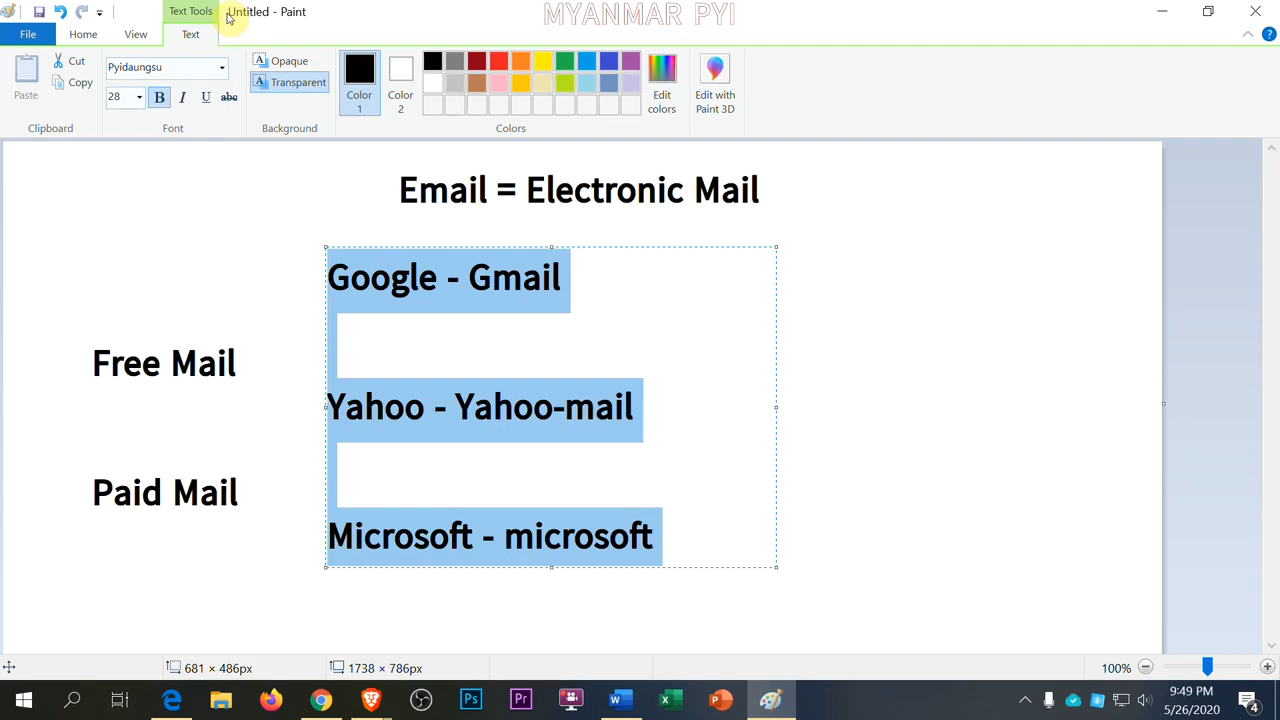 Text Tools
Untitled - Paint
MYANMAR PYI
File
Home
View
Text
Paste
Cut
Copy
Clipboard
Pyidaungsu
28
B
I
U
abc
Font
Opaque
Transparent
Background
Color 1
Color 2
Edit colors
Colors
Edit with Paint 3D
Email = Electronic Mail
Google - Gmail
Free Mail
Yahoo - Yahoo-mail
Paid Mail
Microsoft - microsoft
681 × 486px
1738 × 786px
100%
Ps
Pr
9:49 PM
5/26/2020
4